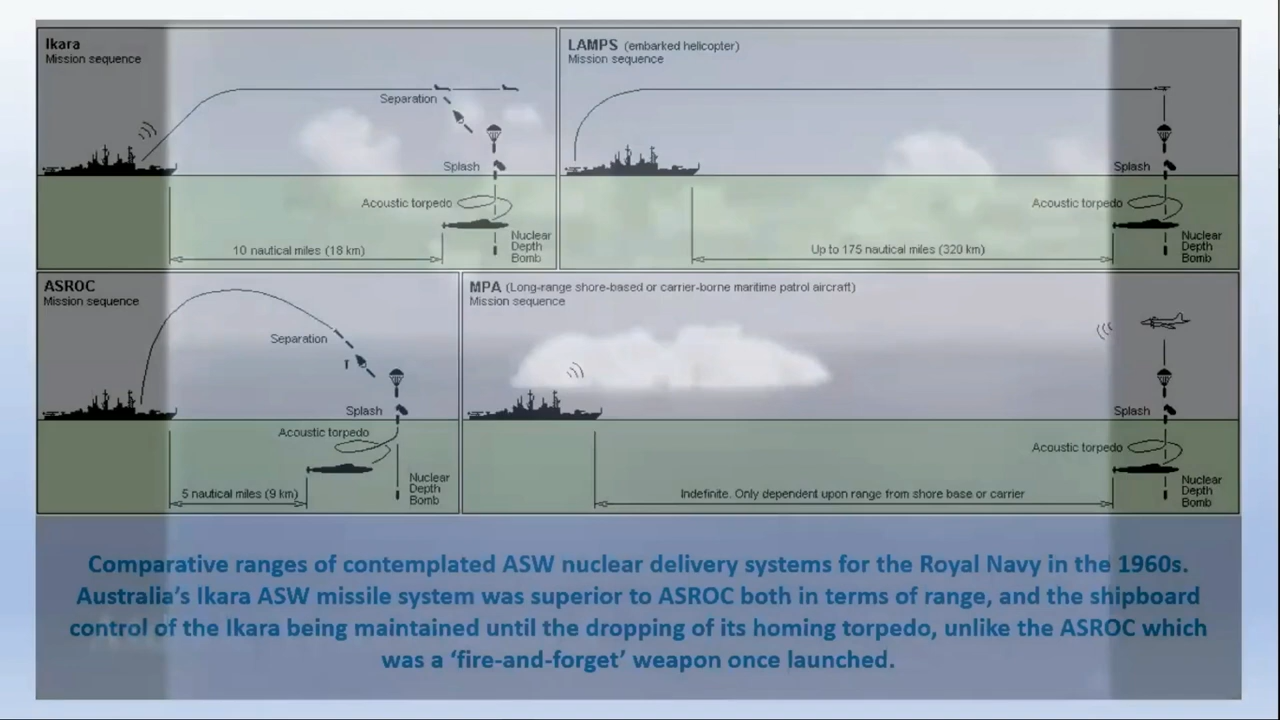 Ikara
Mission sequence
Separation
Splash
Acoustic torpedo
Nuclear
Depth
Bomb
10 nautical miles (18 km)
LAMPS (embarked helicopter)
Mission sequence
Splash
Acoustic torpedo
Nuclear
Depth
Bomb
Up to 175 nautical miles (320 km)
ASROC
Mission sequence
Separation
Splash
Acoustic torpedo
Nuclear
Depth
Bomb
5 nautical miles (9 km)
MPA (Long-range shore-based or carrier-borne maritime patrol aircraft)
Mission sequence
Splash
Acoustic torpedo
Nuclear
Depth
Bomb
Indefinite. Only dependent upon range from shore base or carrier
Comparative ranges of contemplated ASW nuclear delivery systems for the Royal Navy in the 1960s.
Australia's Ikara ASW missile system was superior to ASROC both in terms of range, and the shipboard
control of the Ikara being maintained until the dropping of its homing torpedo, unlike the ASROC which
was a 'fire-and-forget' weapon once launched.